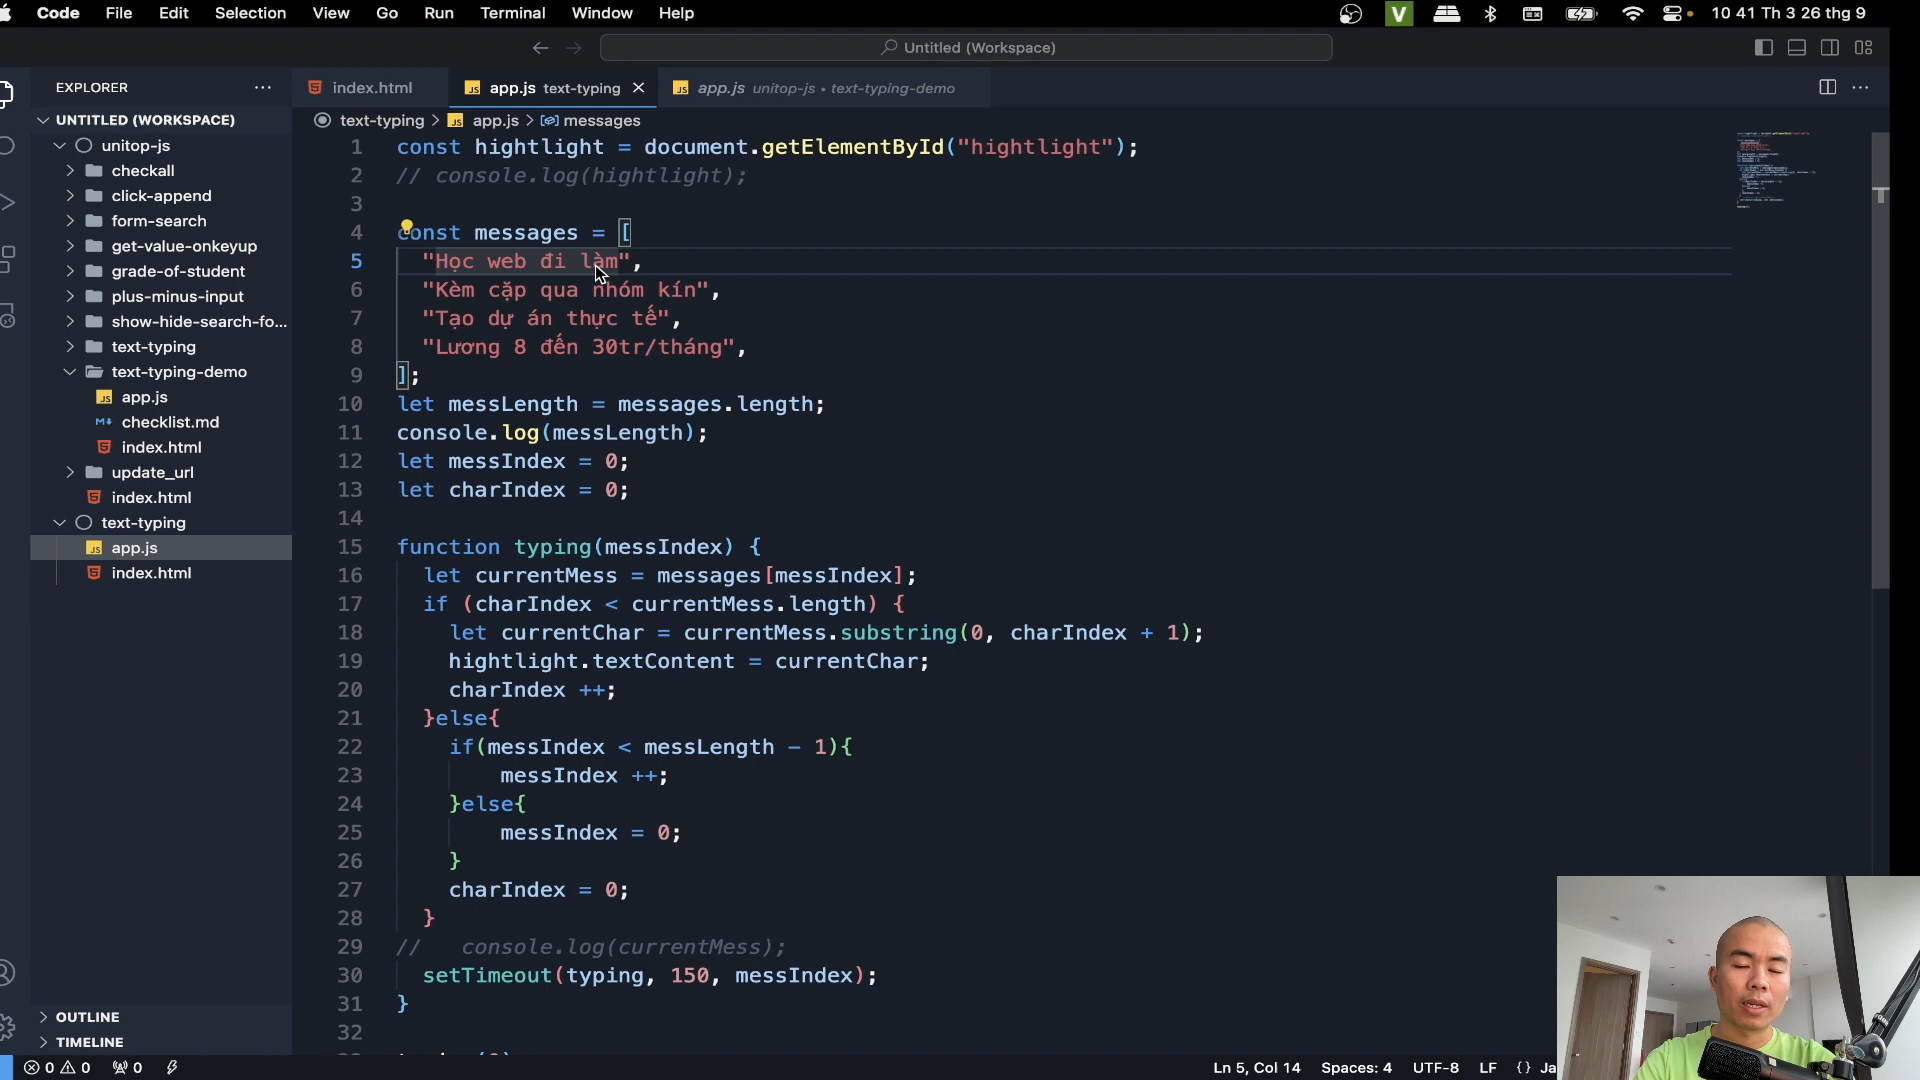 Code File Edit Selection View Go Run Terminal Window Help
V 10 41 Th 3 26 thg 9
Untitled (Workspace)
EXPLORER
index.html
app.js text-typing
app.js unitop-js • text-typing-demo
UNTITLED (WORKSPACE)
unitop-js
checkall
click-append
form-search
get-value-onkeyup
grade-of-student
plus-minus-input
show-hide-search-fo...
text-typing
text-typing-demo
app.js
checklist.md
index.html
update_url
index.html
text-typing
app.js
index.html
OUTLINE
TIMELINE
text-typing > app.js > messages
1 const hightlight = document.getElementById("hightlight");
2 // console.log(hightlight);
3
4 const messages = [
5 "Học web đi làm",
6 "Kèm cặp qua nhóm kín",
7 "Tạo dự án thực tế",
8 "Lương 8 đến 30tr/tháng",
9 ];
10 let messLength = messages.length;
11 console.log(messLength);
12 let messIndex = 0;
13 let charIndex = 0;
14
15 function typing(messIndex) {
16 let currentMess = messages[messIndex];
17 if (charIndex < currentMess.length) {
18 let currentChar = currentMess.substring(0, charIndex + 1);
19 hightlight.textContent = currentChar;
20 charIndex ++;
21 }else{
22 if(messIndex < messLength - 1){
23 messIndex ++;
24 }else{
25 messIndex = 0;
26 }
27 charIndex = 0;
28 }
29 // console.log(currentMess);
30 setTimeout(typing, 150, messIndex);
31 }
32
0 0 0
Ln 5, Col 14 Spaces: 4 UTF-8 LF {} Ja